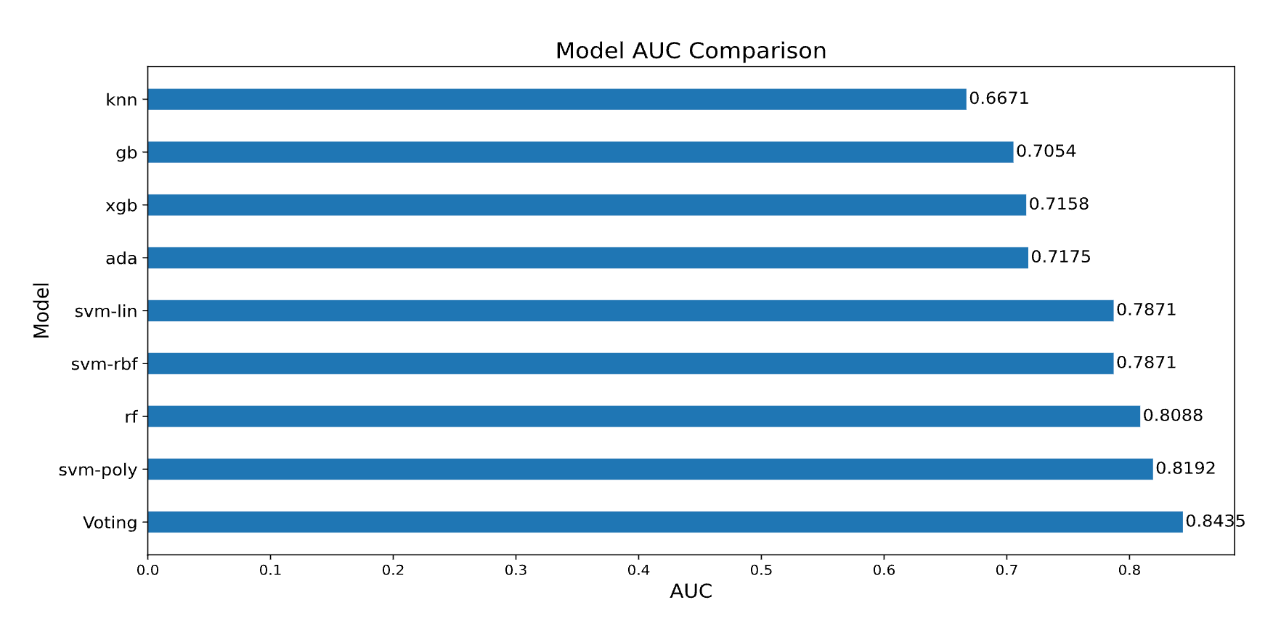 Model AUC Comparison
Model
knn 0.6671
gb 0.7054
xgb 0.7158
ada 0.7175
svm-lin 0.7871
svm-rbf 0.7871
rf 0.8088
svm-poly 0.8192
Voting 0.8435
0.0 0.1 0.2 0.3 0.4 0.5 0.6 0.7 0.8
AUC